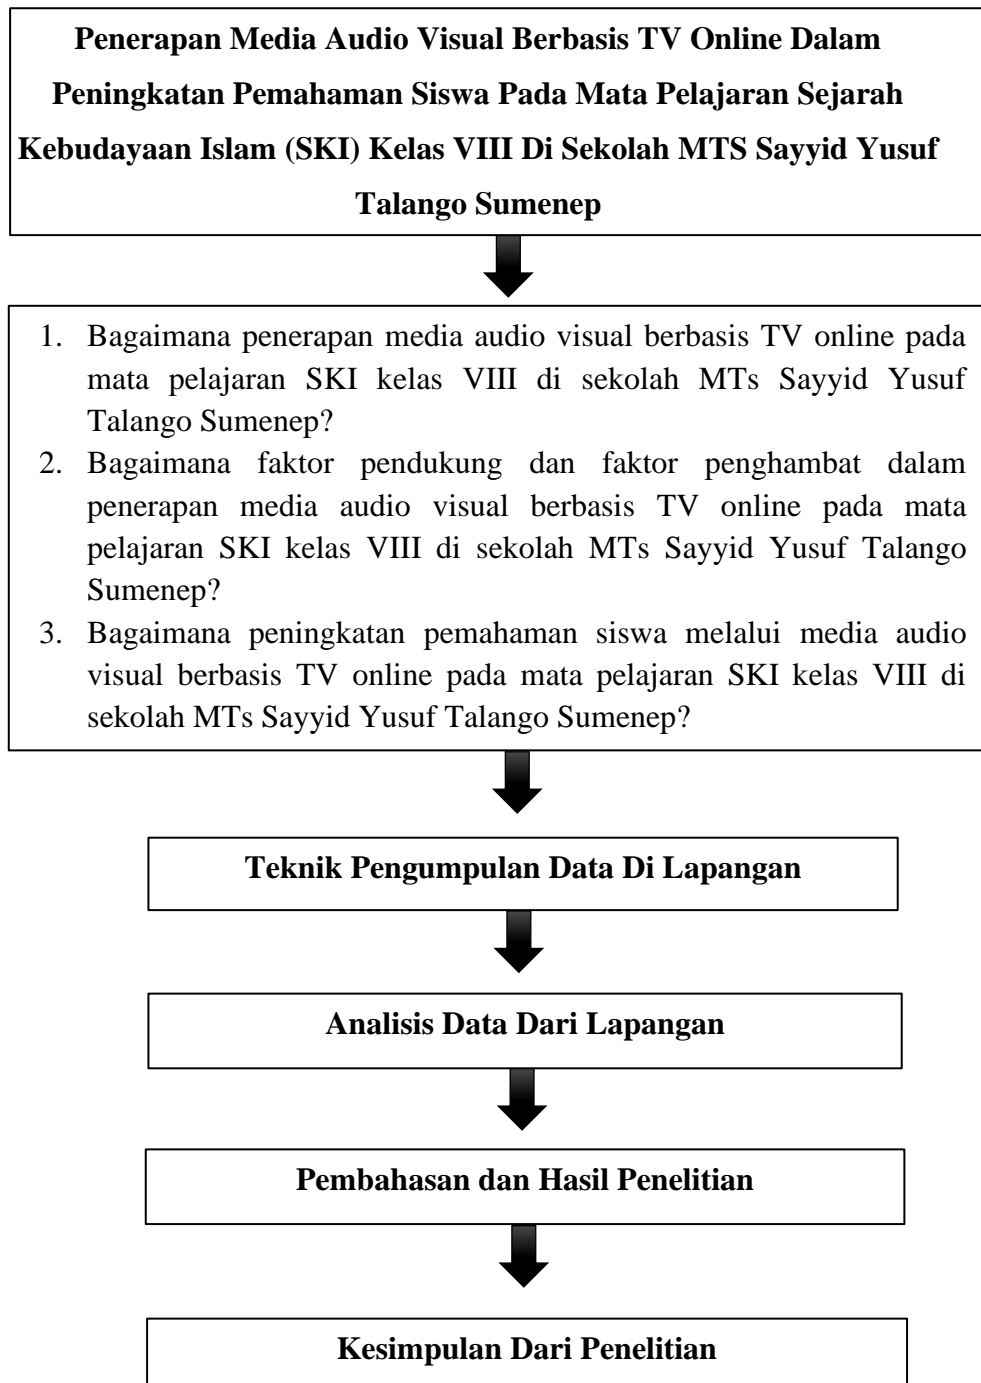 Penerapan Media Audio Visual Berbasis TV Online Dalam
Peningkatan Pemahaman Siswa Pada Mata Pelajaran Sejarah
Kebudayaan Islam (SKI) Kelas VIII Di Sekolah MTS Sayyid Yusuf
Talango Sumenep
1. Bagaimana penerapan media audio visual berbasis TV online pada
mata pelajaran SKI kelas VIII di sekolah MTs Sayyid Yusuf
Talango Sumenep?
2. Bagaimana faktor pendukung dan faktor penghambat dalam
penerapan media audio visual berbasis TV online pada mata
pelajaran SKI kelas VIII di sekolah MTs Sayyid Yusuf Talango
Sumenep?
3. Bagaimana peningkatan pemahaman siswa melalui media audio
visual berbasis TV online pada mata pelajaran SKI kelas VIII di
sekolah MTs Sayyid Yusuf Talango Sumenep?
Teknik Pengumpulan Data Di Lapangan
Analisis Data Dari Lapangan
Pembahasan dan Hasil Penelitian
Kesimpulan Dari Penelitian